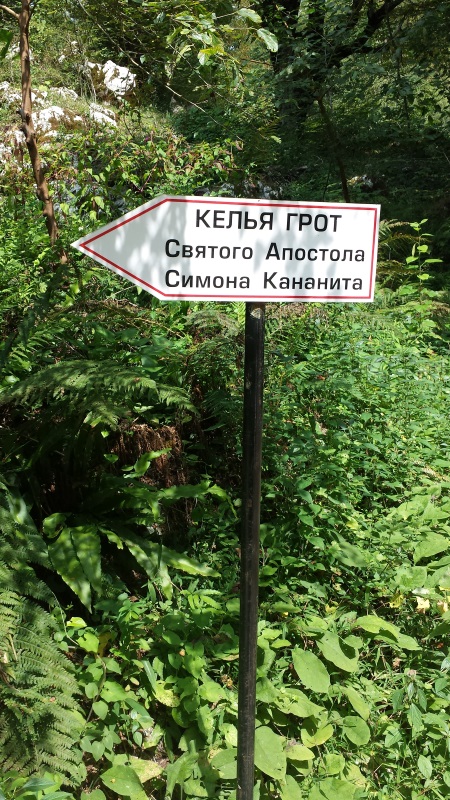 КЕЛЬЯ ГРОТ
Святого Апостола
Симона Кананита